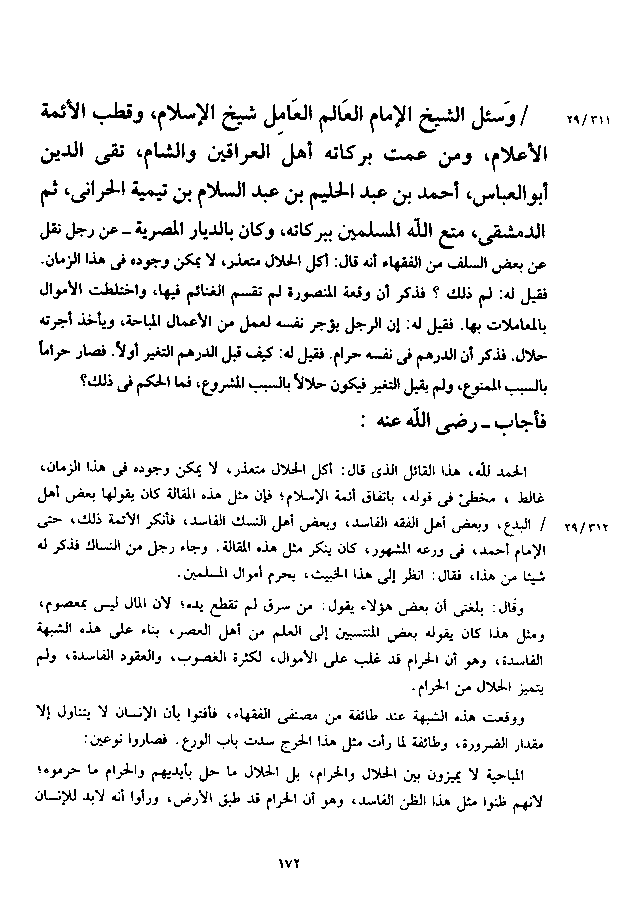 / وَسئل الشيخ الإمام العَالم العَامِل شيخ الإسلام، وقطب الأئمة ٢٩/٣١١
الأعلام، ومن عمت بركاته أهل العراقين والشام، تقى الدين
أبو العباس، أحمد بن عبد الحليم بن عبد السلام بن تيمية الحرانى، ثم
الدمشقى، متع اللّه المسلمين ببركاته، وكان بالديار المصرية ـ عن رجل نقل
عن بعض السلف من الفقهاء أنه قال: أكل الحلال متعذر، لا يمكن وجوده فى هذا الزمان.
فقيل له: لم ذلك ؟ فذكر أن وقعة المنصورة لم تقسم الغنائم فيها، واختلطت الأموال
بالمعاملات بها. فقيل له: إن الرجل يؤجر نفسه لعمل من الأعمال المباحة، ويأخذ أجرته
حلال. فذكر أن الدرهم فى نفسه حرام. فقيل له: كيف قبل الدرهم التغير أولاً. فصار حراماً
بالسبب الممنوع، ولم يقبل التغير فيكون حلالاً بالسبب المشروع، فما الحكم فى ذلك؟
فأجاب ـ رضى اللّه عنه :
الحمد للّه، هذا القائل الذى قال: أكل الحلال متعذر، لا يمكن وجوده فى هذا الزمان،
غالط ، مخطئ فى قوله، باتفاق أئمة الإسلام؛ فإن مثل هذه المقالة كان يقولها بعض أهل
/ البدع، وبعض أهل الفقه الفاسد، وبعض أهل النسك الفاسد، فأنكر الأئمة ذلك، حتى ٢٩/٣١٢
الإمام أحمد، فى ورعه المشهور، كان ينكر مثل هذه المقالة. وجاء رجل من النساك فذكر له
شيئا من هذا، فقال: انظر إلى هذا الخبيث، يحرم أموال المسلمين.
وقال: بلغنى أن بعض هؤلاء يقول: من سرق لم تقطع يده؛ لأن المال ليس بمعصوم،
ومثل هذا كان يقوله بعض المنتسبين إلى العلم من أهل العصر، بناء على هذه الشبهة
الفاسدة، وهو أن الحرام قد غلب على الأموال، لكثرة الغصوب، والعقود الفاسدة، ولم
يتميز الحلال من الحرام.
ووقعت هذه الشبهة عند طائفة من مصنفى الفقهاء، فأفتوا بأن الإنسان لا يتناول إلا
مقدار الضرورة، وطائفة لما رأت مثل هذا الحرج سدت باب الورع. فصاروا نوعين:
المباحية لا يميزون بين الحلال والحرام، بل الحلال ما حل بأيديهم والحرام ما حرموه؛
لأنهم ظنوا مثل هذا الظن الفاسد، وهو أن الحرام قد طبق الأرض، ورأوا أنه لابد للإنسان
١٧٢